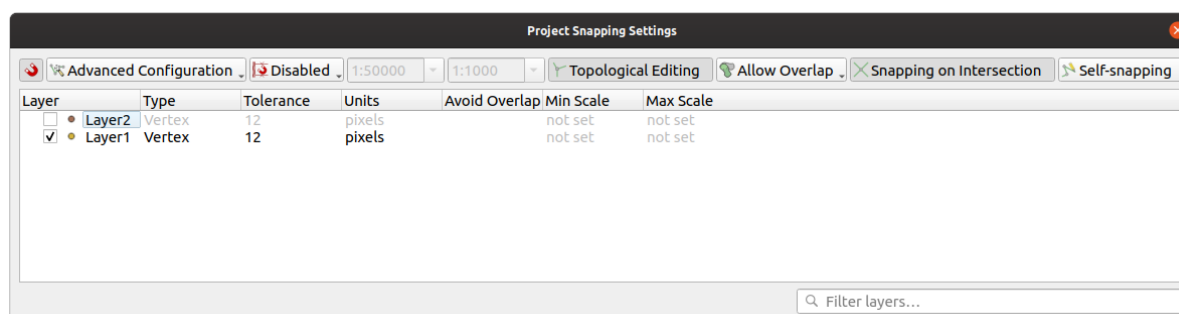 Project Snapping Settings
Advanced Configuration Disabled 1:50000 1:1000 Topological Editing Allow Overlap Snapping on Intersection Self-snapping
Layer Type Tolerance Units Avoid Overlap Min Scale Max Scale
Layer2 Vertex 12 pixels not set not set
Layer1 Vertex 12 pixels not set not set
Filter layers...